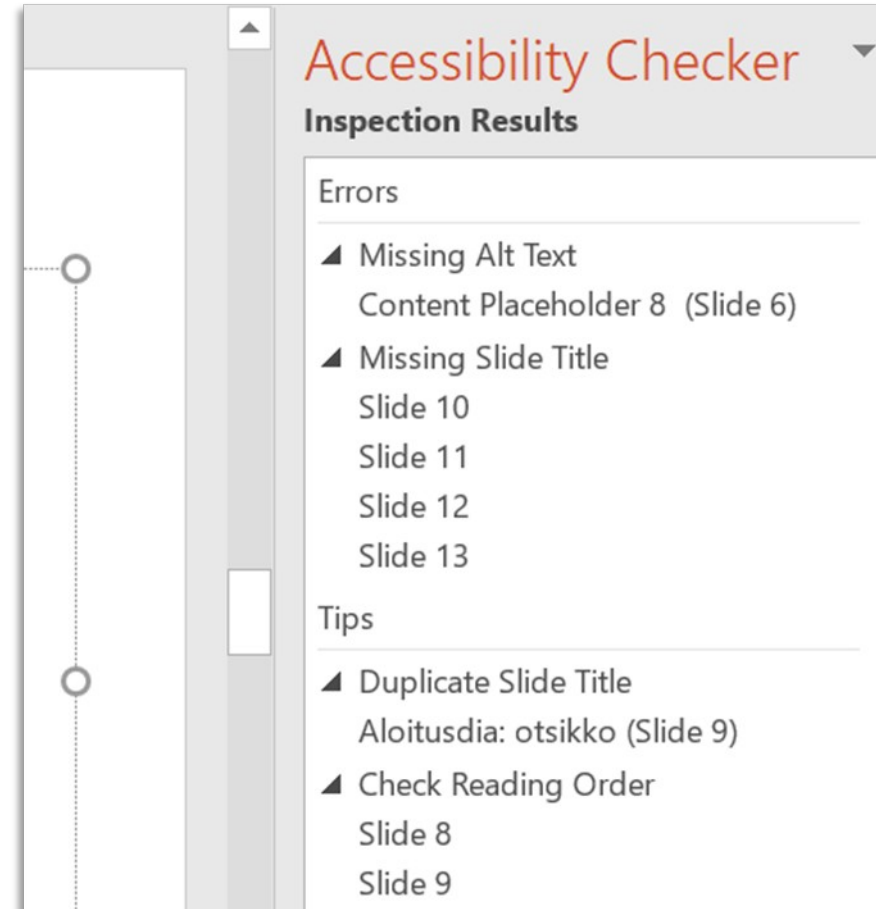 Accessibility Checker
Inspection Results
Errors
Missing Alt Text
Content Placeholder 8 (Slide 6)
Missing Slide Title
Slide 10
Slide 11
Slide 12
Slide 13
Tips
Duplicate Slide Title
Aloitusdia: otsikko (Slide 9)
Check Reading Order
Slide 8
Slide 9